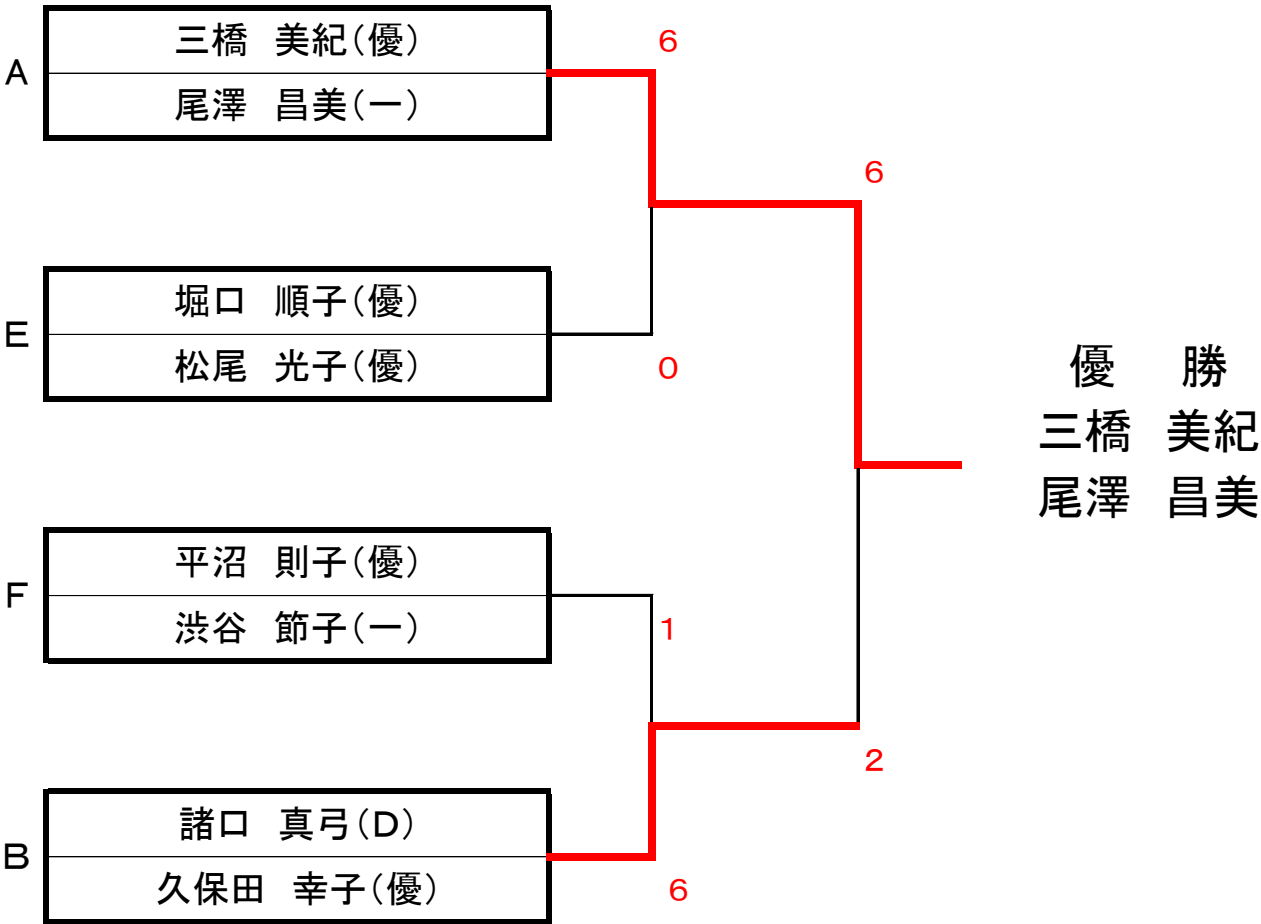 A
三橋 美紀(優)
尾澤 昌美(一)
6
6
E
堀口 順子(優)
松尾 光子(優)
0
優 勝
三橋 美紀
尾澤 昌美
F
平沼 則子(優)
渋谷 節子(一)
1
2
B
諸口 真弓(D)
久保田 幸子(優)
6